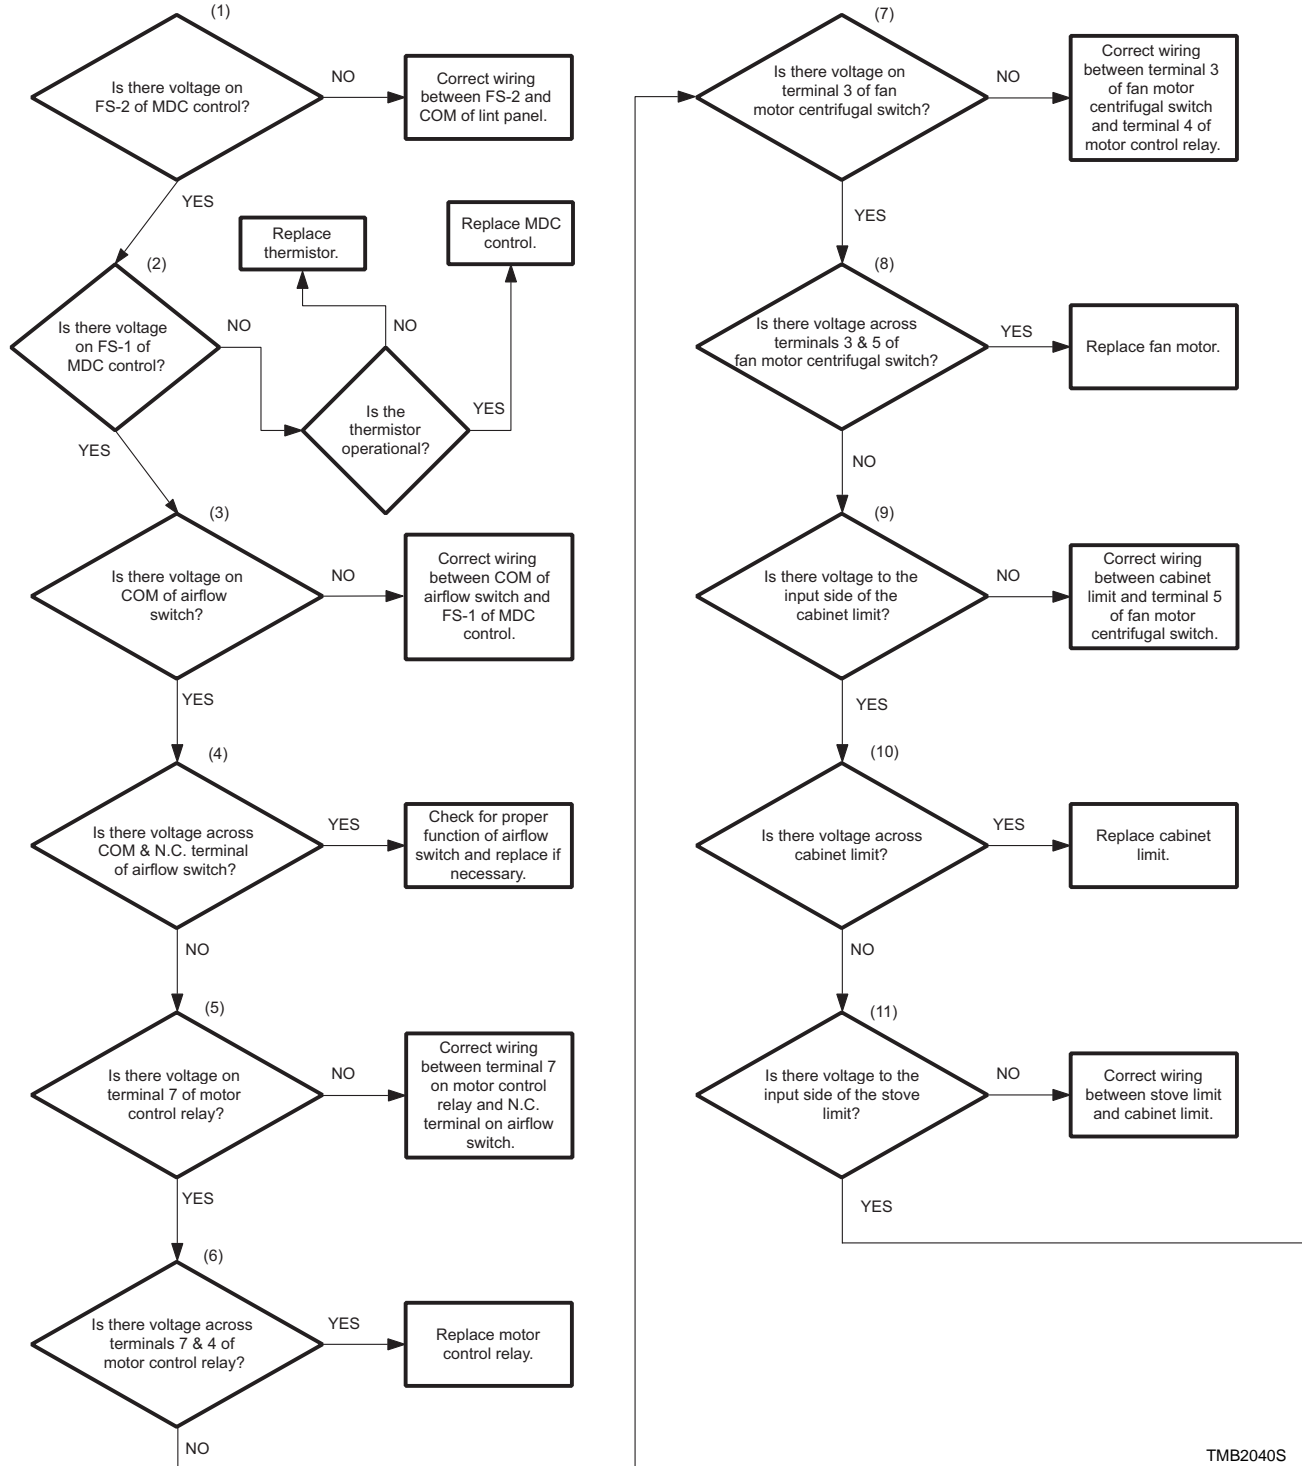 (1)
Is there voltage on
FS-2 of MDC control?
NO
Correct wiring
between FS-2 and
COM of lint panel.
YES
(2)
Is there voltage
on FS-1 of
MDC control?
NO
Is the
thermistor
operational?
NO
Replace
thermistor.
YES
Replace MDC
control.
YES
(3)
Is there voltage on
COM of airflow
switch?
NO
Correct wiring
between COM of
airflow switch and
FS-1 of MDC
control.
YES
(4)
Is there voltage across
COM & N.C. terminal
of airflow switch?
YES
Check for proper
function of airflow
switch and replace if
necessary.
NO
(5)
Is there voltage on
terminal 7 of motor
control relay?
NO
Correct wiring
between terminal 7
on motor control
relay and N.C.
terminal on airflow
switch.
YES
(6)
Is there voltage across
terminals 7 & 4 of
motor control relay?
YES
Replace motor
control relay.
NO
(7)
Is there voltage on
terminal 3 of fan
motor centrifugal switch?
NO
Correct wiring
between terminal 3
of fan motor
centrifugal switch
and terminal 4 of
motor control relay.
YES
(8)
Is there voltage across
terminals 3 & 5 of
fan motor centrifugal switch?
YES
Replace fan motor.
NO
(9)
Is there voltage to the
input side of the
cabinet limit?
NO
Correct wiring
between cabinet
limit and terminal 5
of fan motor
centrifugal switch.
YES
(10)
Is there voltage across
cabinet limit?
YES
Replace cabinet
limit.
NO
(11)
Is there voltage to the
input side of the stove
limit?
NO
Correct wiring
between stove limit
and cabinet limit.
YES
TMB2040S